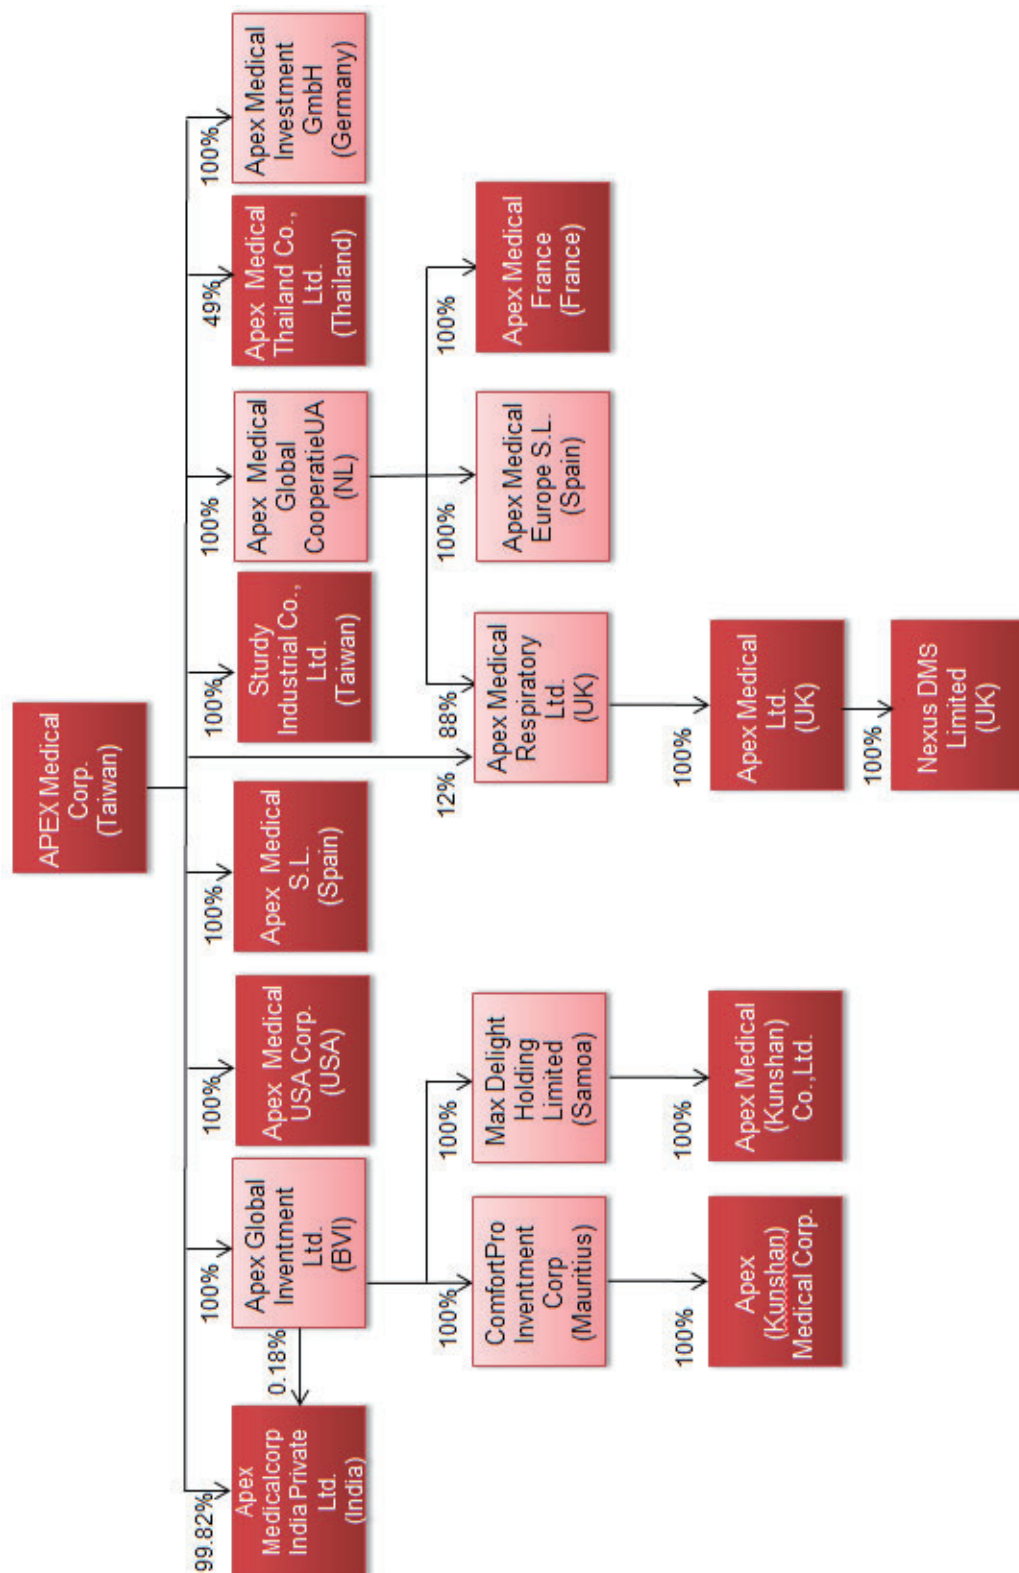 APEX Medical
Corp.
(Taiwan)
99.82%
100%
100%
100%
100%
100%
49%
100%
Apex
Medicalcorp
India Private
Ltd.
(India)
0.18%
Apex Global
Inventment
Ltd.
(BVI)
Apex Medical
USA Corp.
(USA)
Apex Medical
S.L.
(Spain)
Sturdy
Industrial Co.,
Ltd.
(Taiwan)
Apex Medical
Global
CooperatieUA
(NL)
Apex Medical
Thailand Co.,
Ltd.
(Thailand)
Apex Medical
Investment
GmbH
(Germany)
100%
100%
12%
88%
100%
100%
ComfortPro
Inventment
Corp
(Mauritius)
Max Delight
Holding
Limited
(Samoa)
Apex Medical
Respiratory
Ltd.
(UK)
Apex Medical
Europe S.L.
(Spain)
Apex Medical
France
(France)
100%
100%
100%
Apex
(Kunshan)
Medical Corp.
Apex Medical
(Kunshan)
Co.,Ltd.
Apex Medical
Ltd.
(UK)
100%
Nexus DMS
Limited
(UK)